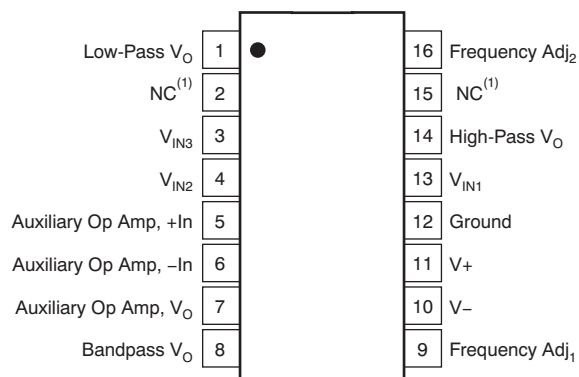 Low-Pass V_O 1 16 Frequency Adj_2
NC^(1) 2 15 NC^(1)
V_IN3 3 14 High-Pass V_O
V_IN2 4 13 V_IN1
Auxiliary Op Amp, +In 5 12 Ground
Auxiliary Op Amp, −In 6 11 V+
Auxiliary Op Amp, V_O 7 10 V−
Bandpass V_O 8 9 Frequency Adj_1